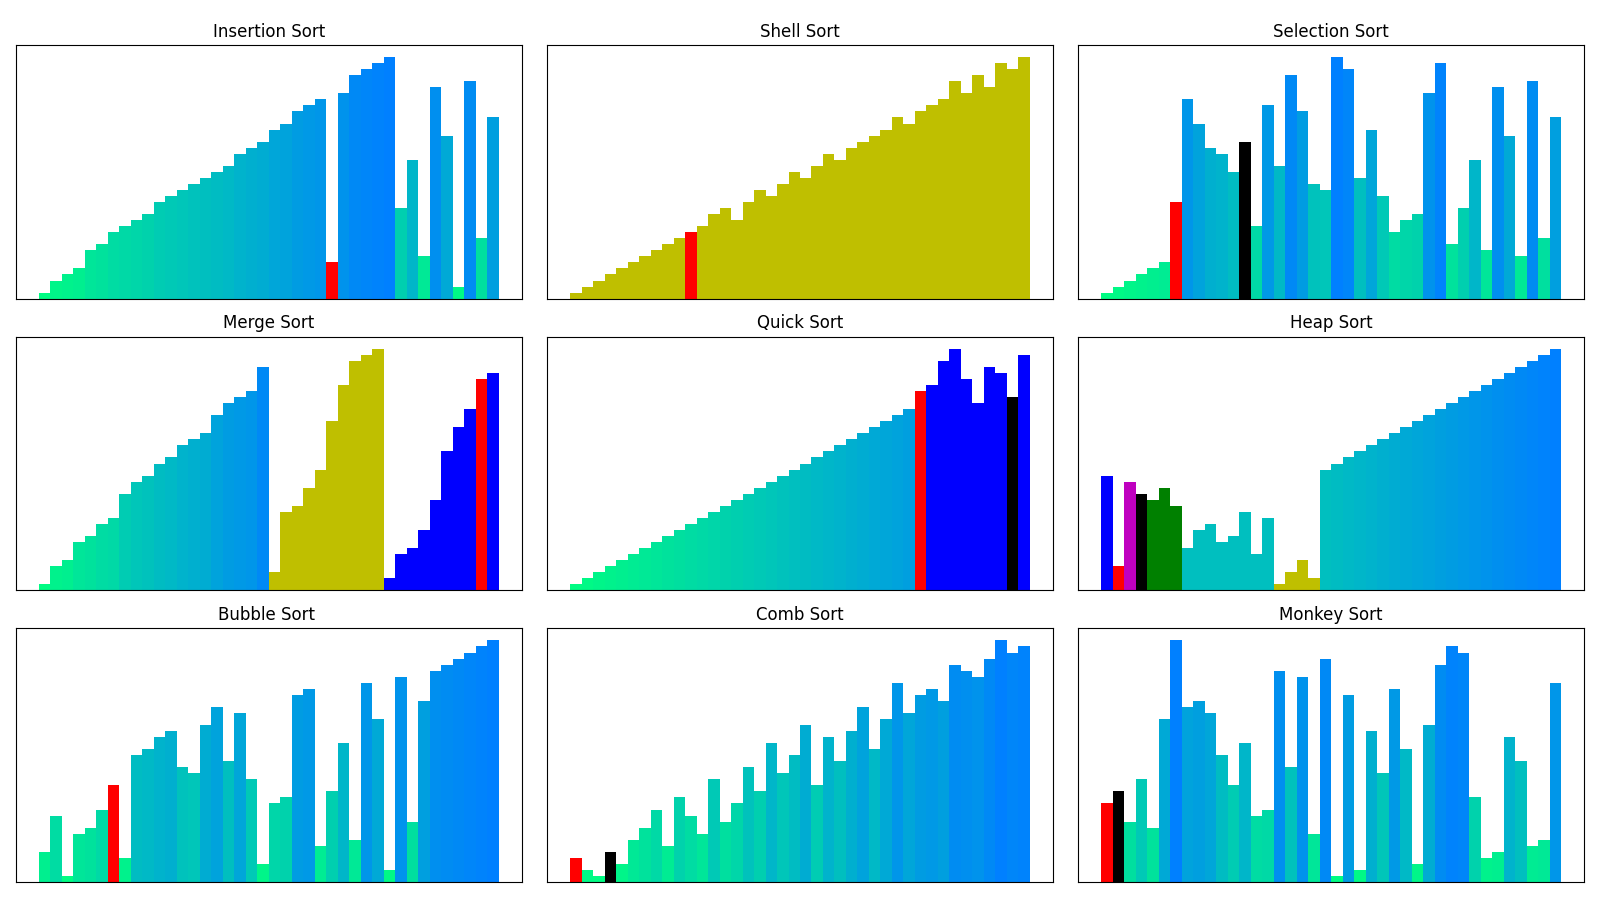 Insertion Sort
Shell Sort
Selection Sort
Merge Sort
Quick Sort
Heap Sort
Bubble Sort
Comb Sort
Monkey Sort